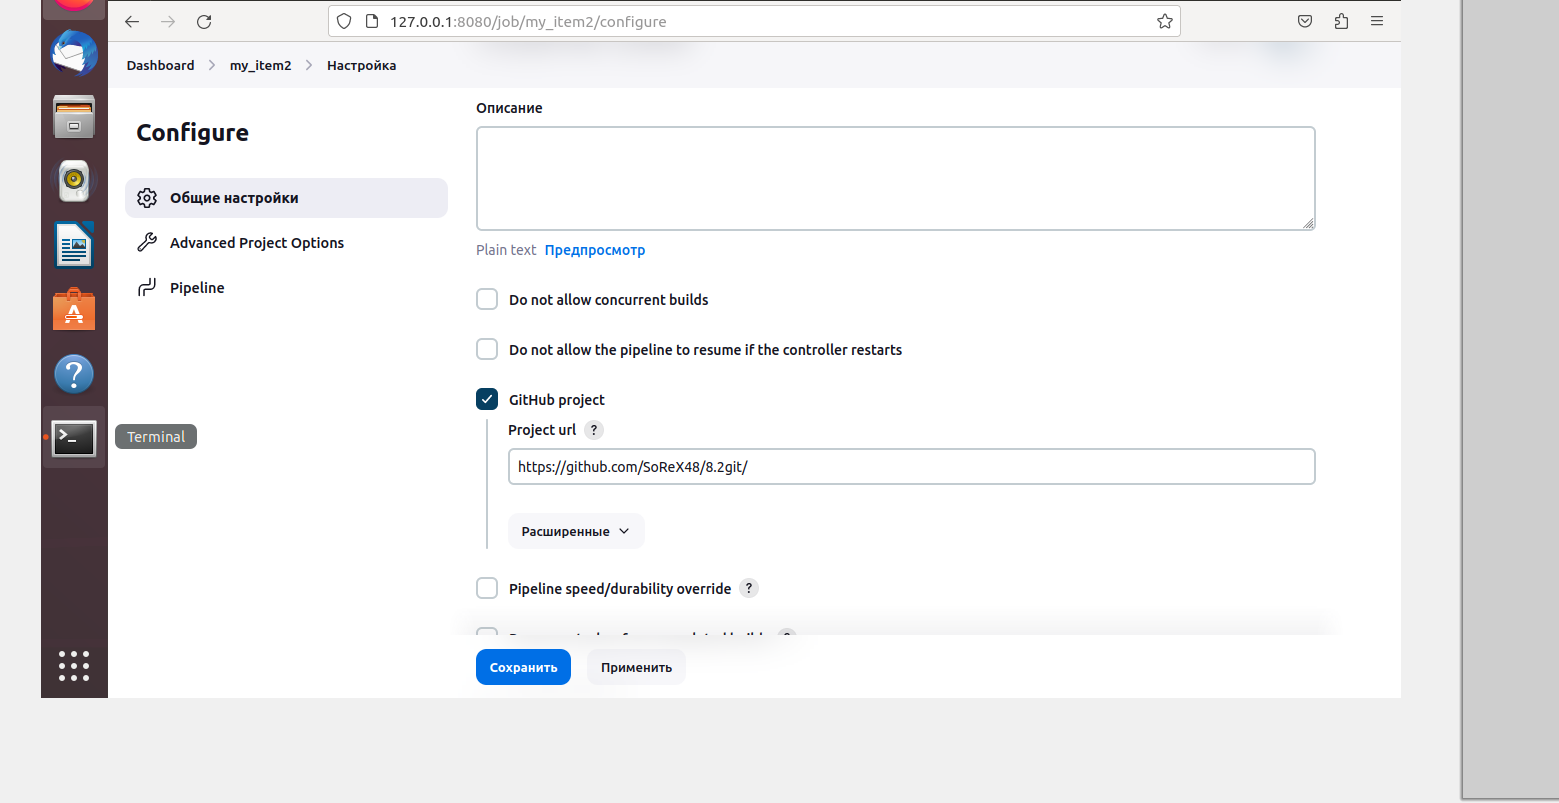 127.0.0.1:8080/job/my_item2/configure
Dashboard > my_item2 > Настройка
Configure
Общие настройки
Advanced Project Options
Pipeline
Terminal
Описание
Plain text Предпросмотр
Do not allow concurrent builds
Do not allow the pipeline to resume if the controller restarts
GitHub project
Project url ?
https://github.com/SoReX48/8.2git/
Расширенные
Pipeline speed/durability override ?
Сохранить Применить